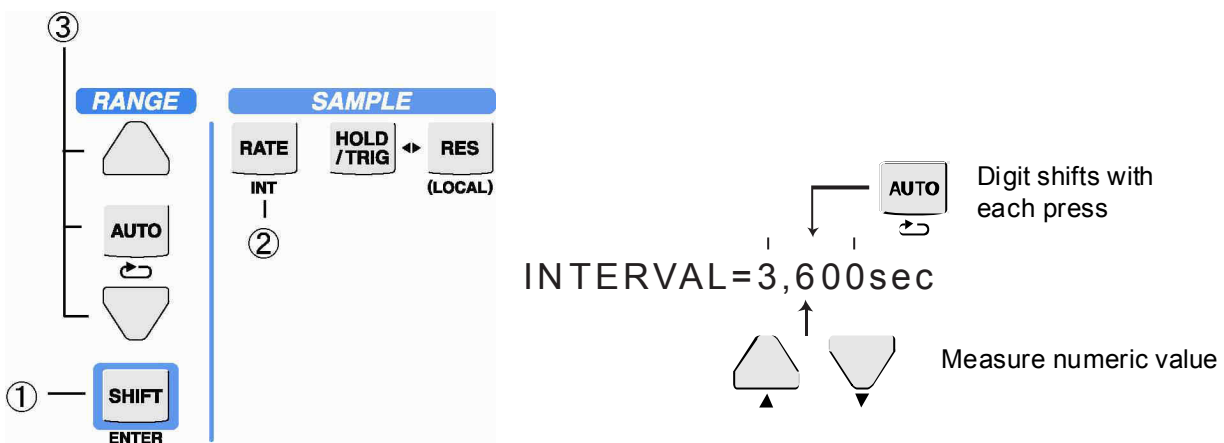 ③
RANGE
SAMPLE
RATE
HOLD
/TRIG
RES
INT
(LOCAL)
②
AUTO
①
SHIFT
ENTER
AUTO
Digit shifts with
each press
INTERVAL=3,600sec
Measure numeric value